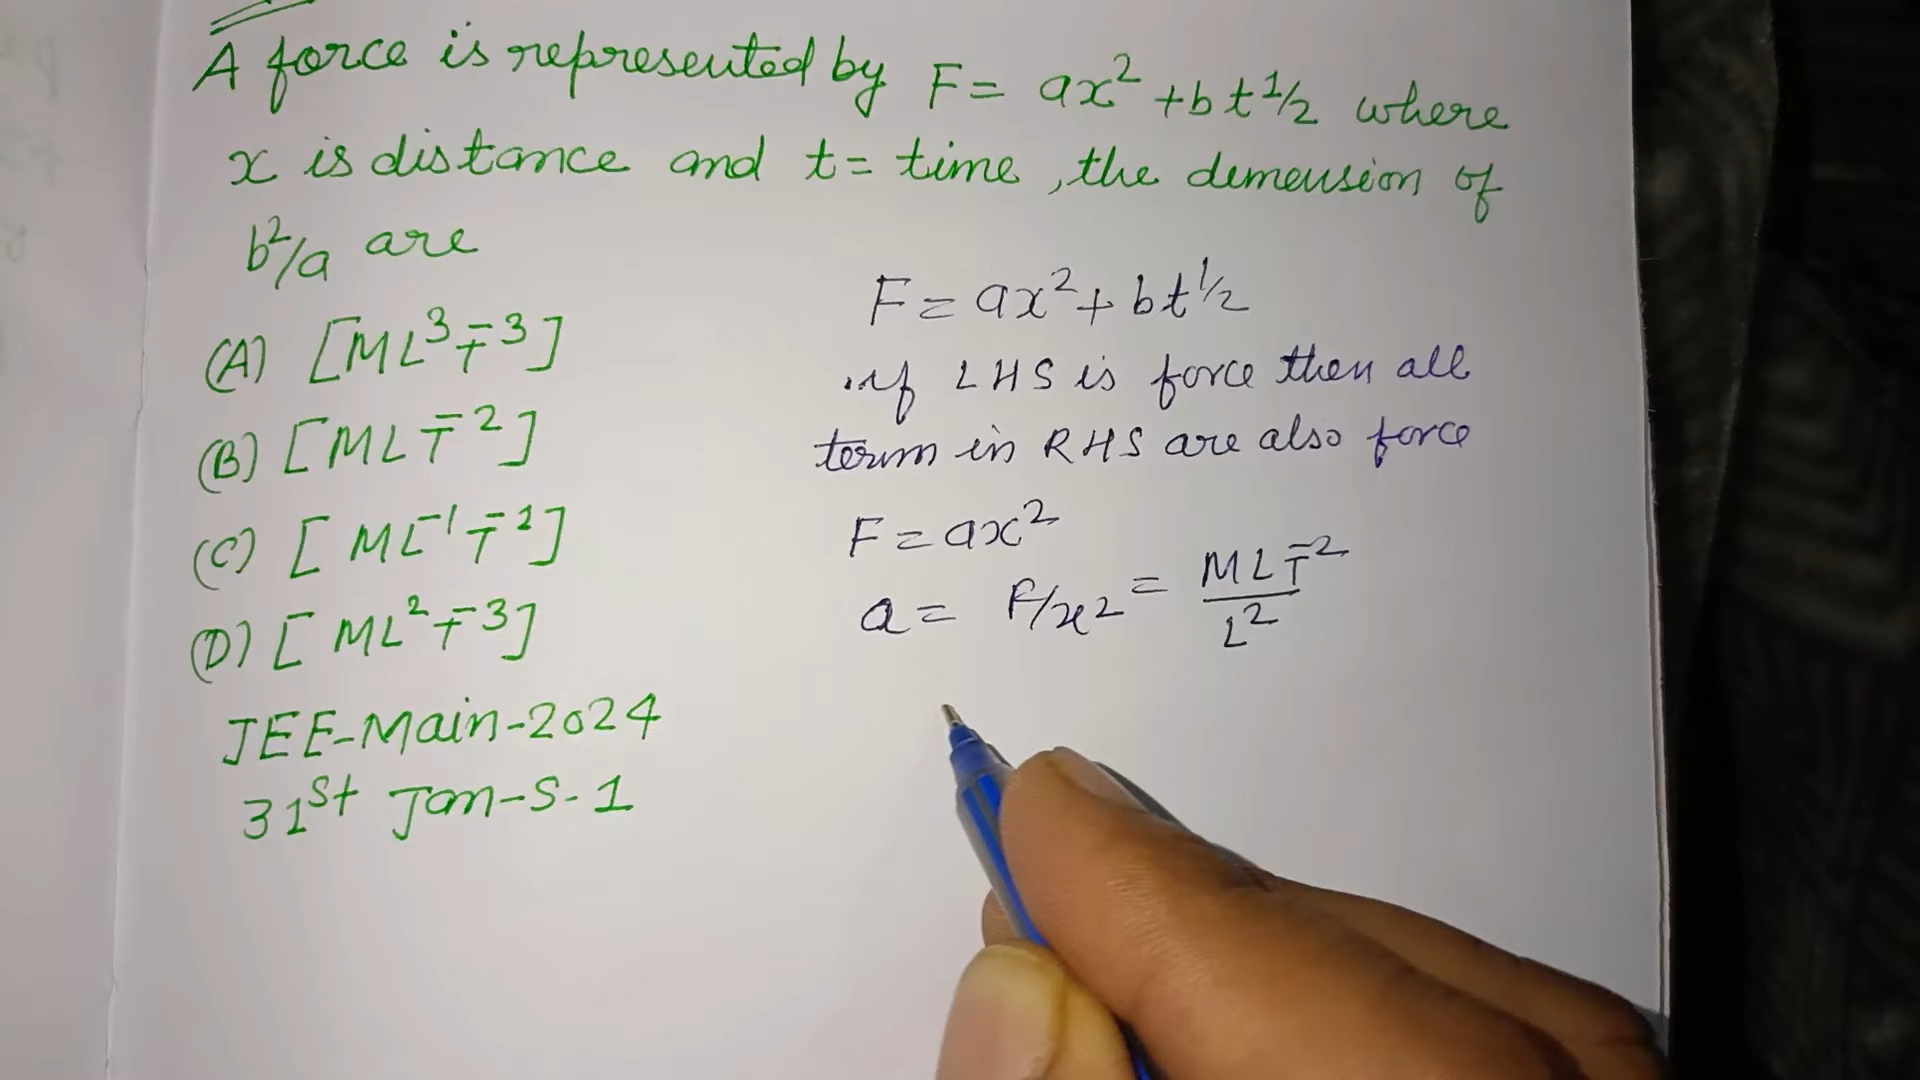 A force is represented by F = ax² + bt^1/2 where
x is distance and t = time, the demension of
b²/a are
(A) [ML³T⁻³]
(B) [MLT⁻²]
(C) [ML⁻¹T⁻¹]
(D) [ML²T⁻³]
JEE-Main-2024
31st Jan-S-1
F = ax² + bt^1/2
if LHS is force then all
term in RHS are also force
F = ax²
a = F/x2 = MLT⁻²/L²